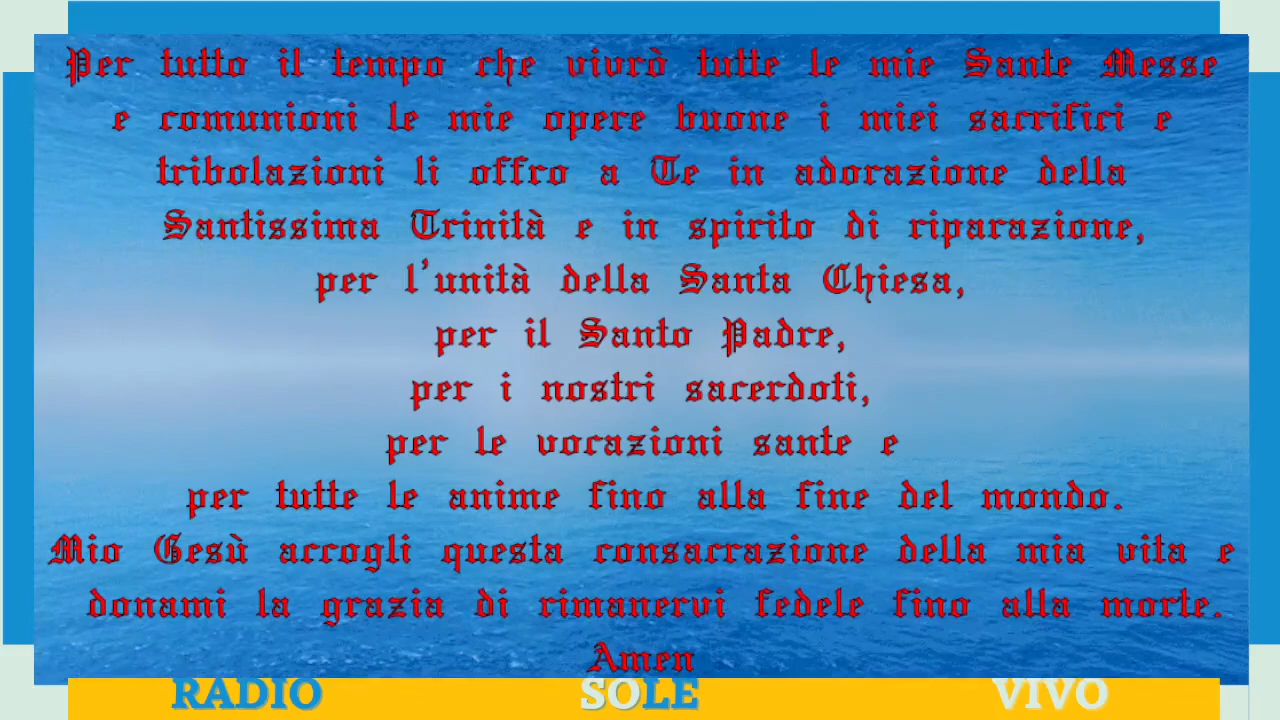 Per tutto il tempo che vivrò tutte le mie Sante Messe
e comunioni le mie opere buone i miei sacrifici e
tribolazioni li offro a Te in adorazione della
Santissima Trinità e in spirito di riparazione,
per l'unità della Santa Chiesa,
per il Santo Padre,
per i nostri sacerdoti,
per le vocazioni sante e
per tutte le anime fino alla fine del mondo.
Mio Gesù accogli questa consacrazione della mia vita e
donami la grazia di rimanervi fedele fino alla morte.
Amen
RADIO SOLE VIVO